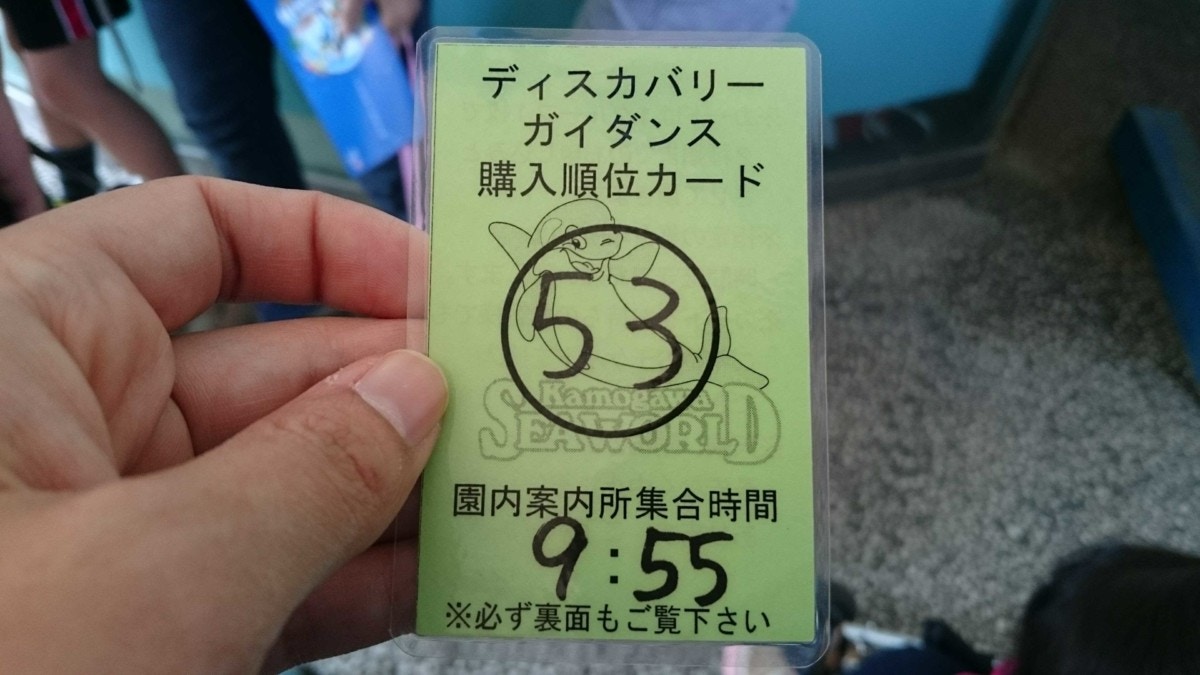 ディスカバリー
ガイダンス
購入順位カード
53
Kamogawa
SEAWORLD
園内案内所集合時間
9:55
※必ず裏面もご覧下さい